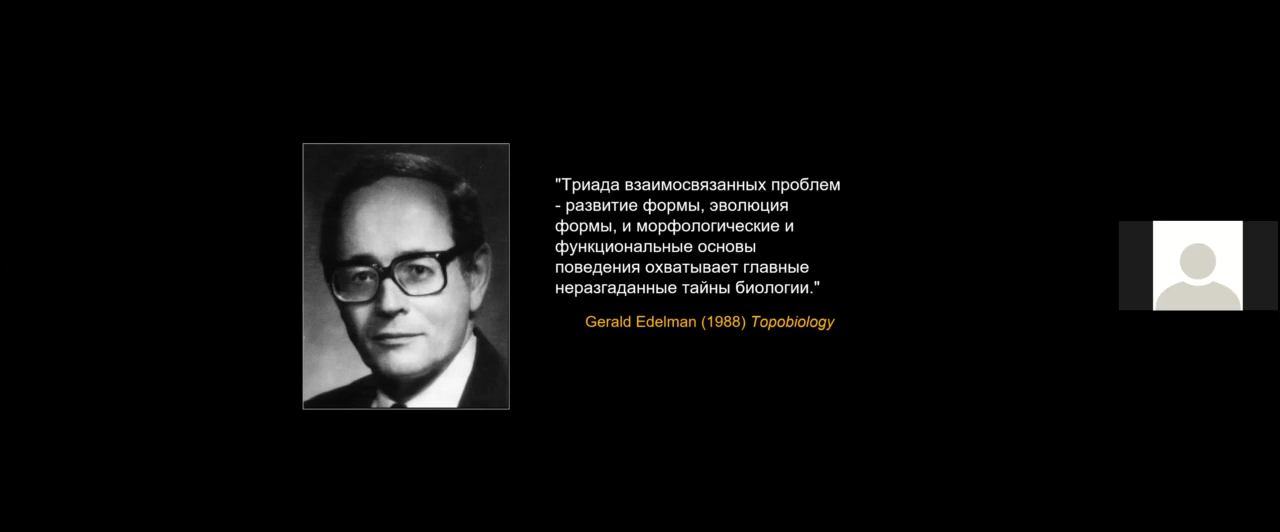 "Триада взаимосвязанных проблем
- развитие формы, эволюция
формы, и морфологические и
функциональные основы
поведения охватывает главные
неразгаданные тайны биологии."
Gerald Edelman (1988) Topobiology